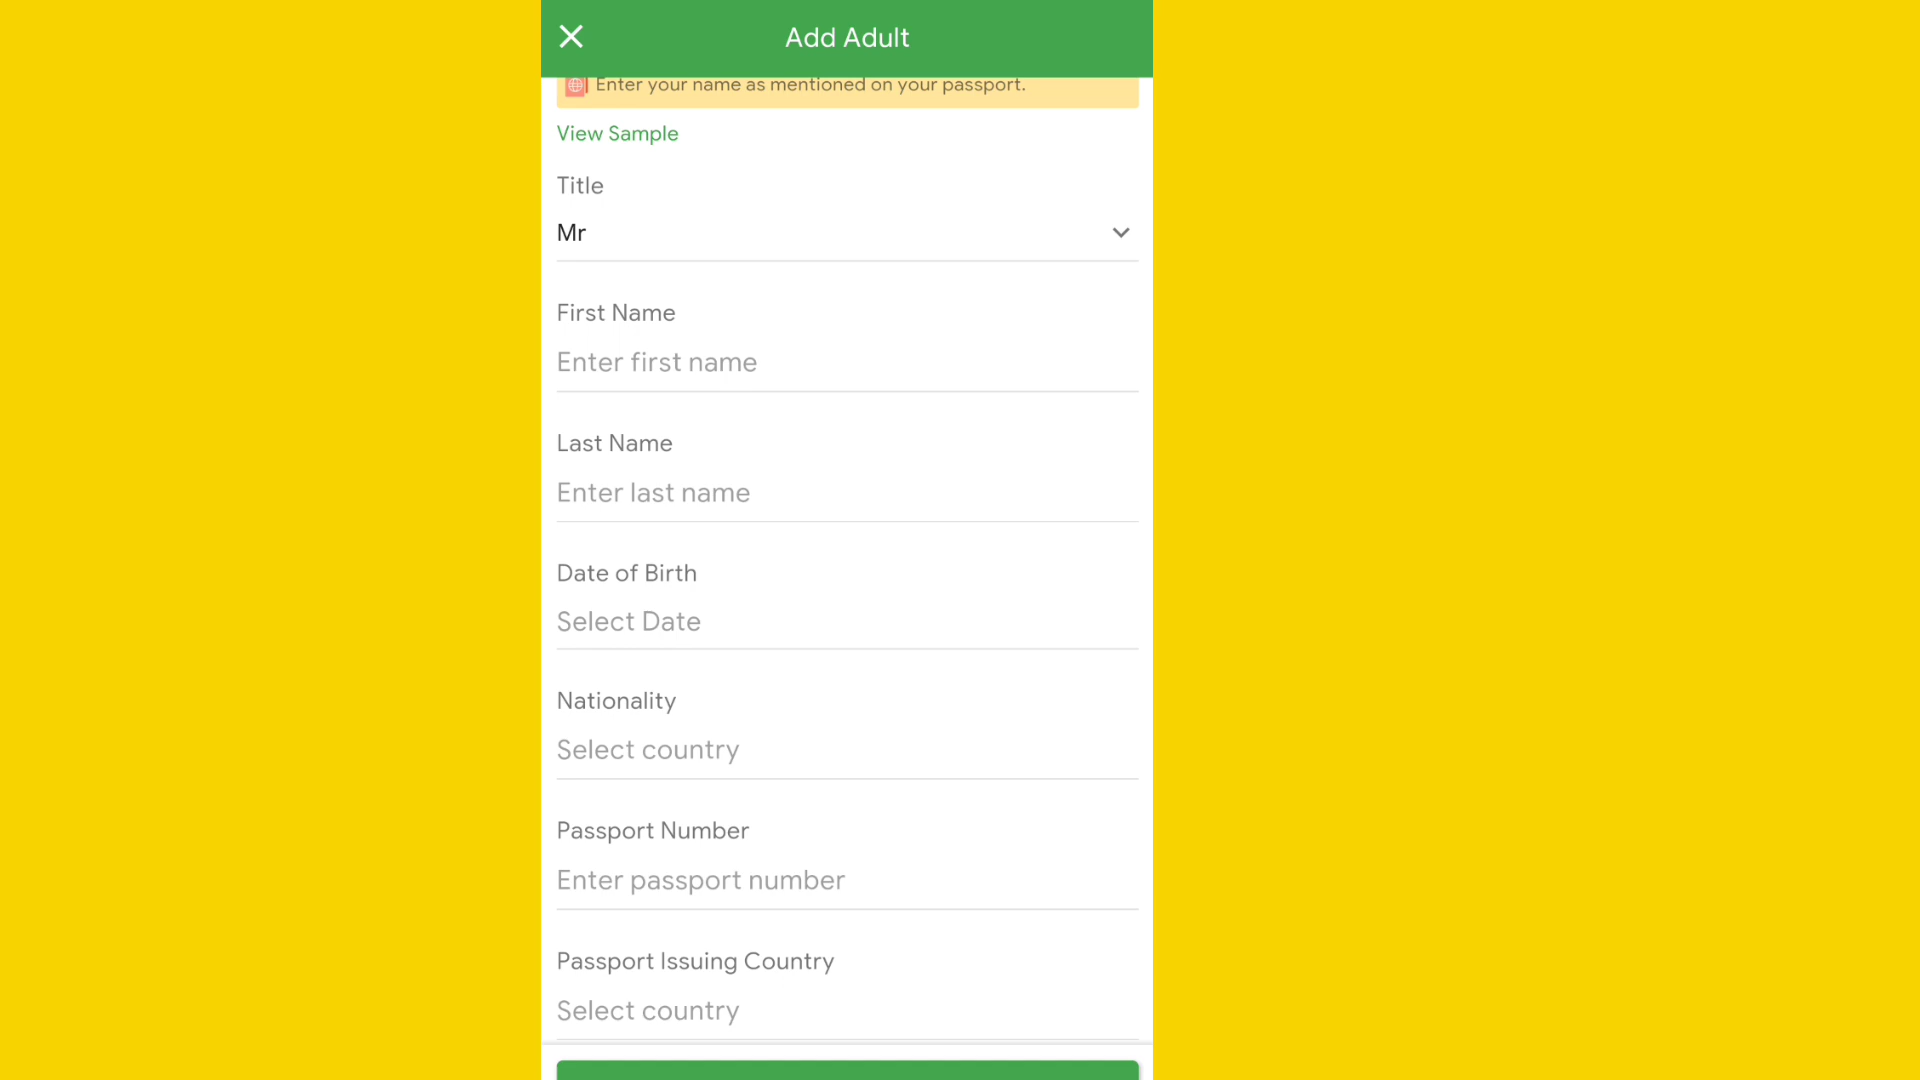 Add Adult
Enter your name as mentioned on your passport.
View Sample
Title
Mr
First Name
Enter first name
Last Name
Enter last name
Date of Birth
Select Date
Nationality
Select country
Passport Number
Enter passport number
Passport Issuing Country
Select country